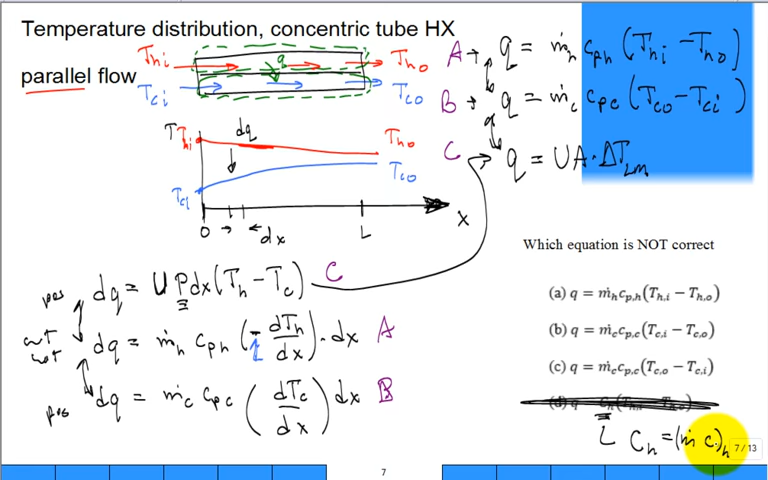 Temperature distribution, concentric tube HX
parallel flow
Thi
q
Tho
Tci
Tco
A → q = ṁh cph (Thi − Tho)
B → q = ṁc cpc (Tco − Tci)
C → q = UA · ΔTLm
T
Thi
dq
Tho
Tco
Tci
x
0
dx
L
pos dq = U P dx (Th − Tc) C
dq = ṁh cph (− dTh/dx) · dx A
pos dq = ṁc cpc (dTc/dx) dx B
Which equation is NOT correct
(a) q = ṁhcp,h(Th,i − Th,o)
(b) q = ṁccp,c(Tc,i − Tc,o)
(c) q = ṁccp,c(Tc,o − Tc,i)
Ch = (ṁ c)h
7 / 13
7